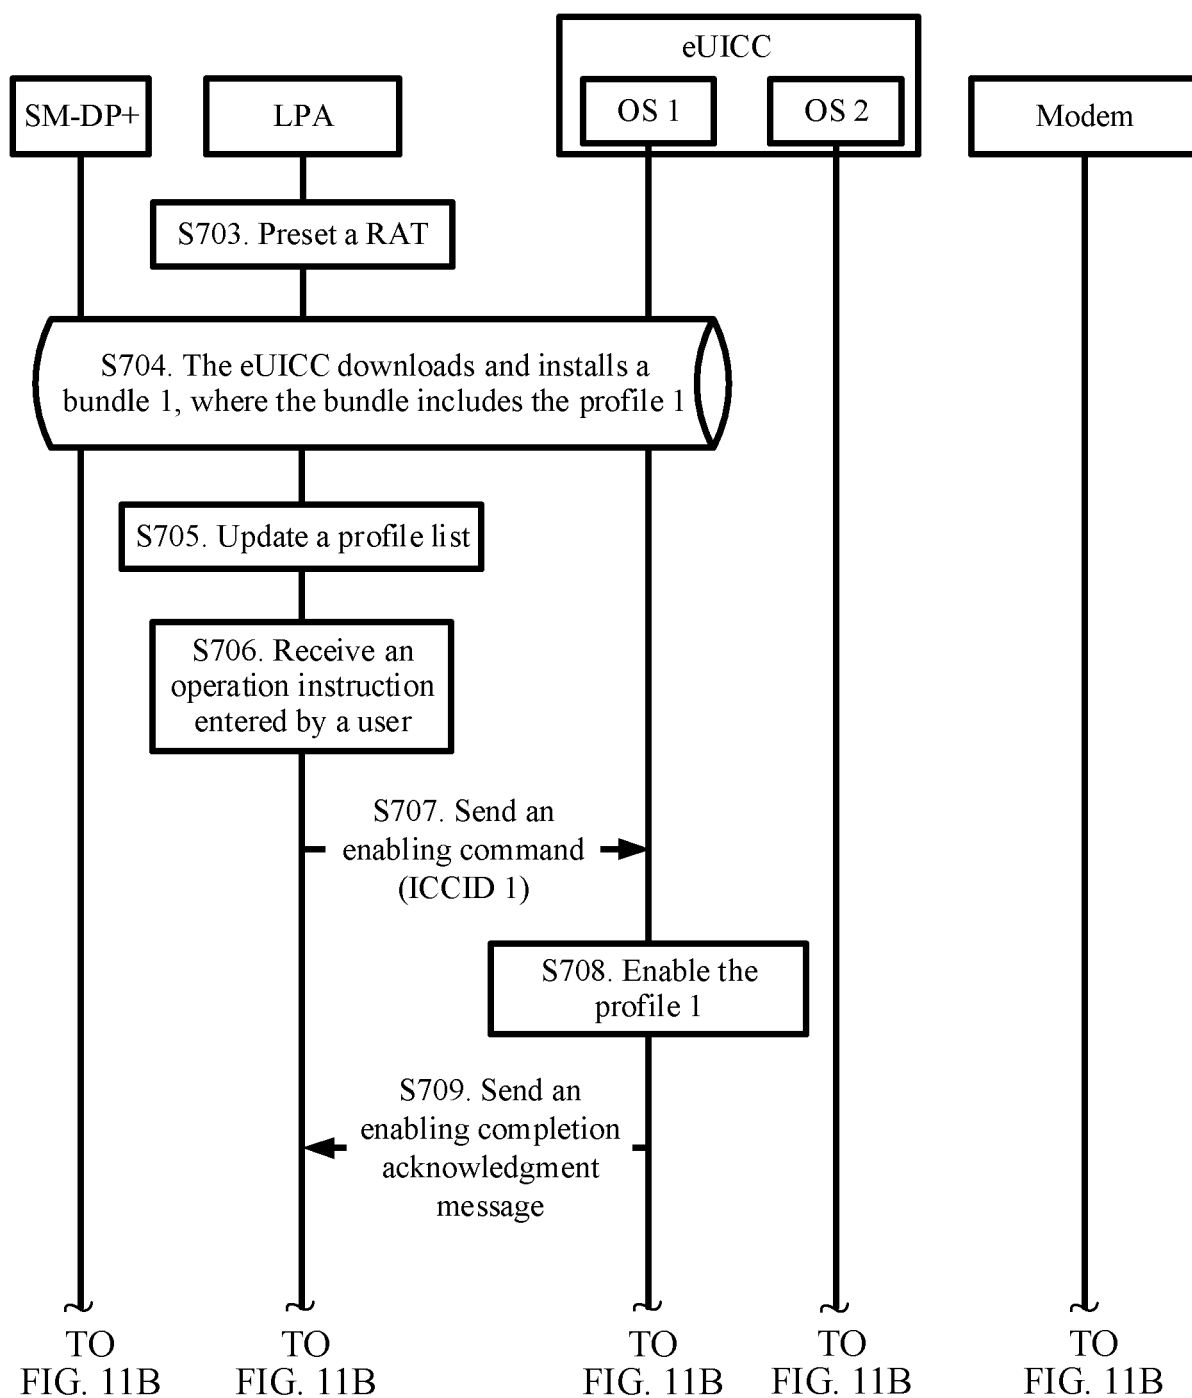 eUICC
SM-DP+
LPA
OS 1
OS 2
Modem
S703. Preset a RAT
S704. The eUICC downloads and installs a
bundle 1, where the bundle includes the profile 1
S705. Update a profile list
S706. Receive an
operation instruction
entered by a user
S707. Send an
enabling command
(ICCID 1)
S708. Enable the
profile 1
S709. Send an
enabling completion
acknowledgment
message
TO
FIG. 11B
TO
FIG. 11B
TO
FIG. 11B
TO
FIG. 11B
TO
FIG. 11B